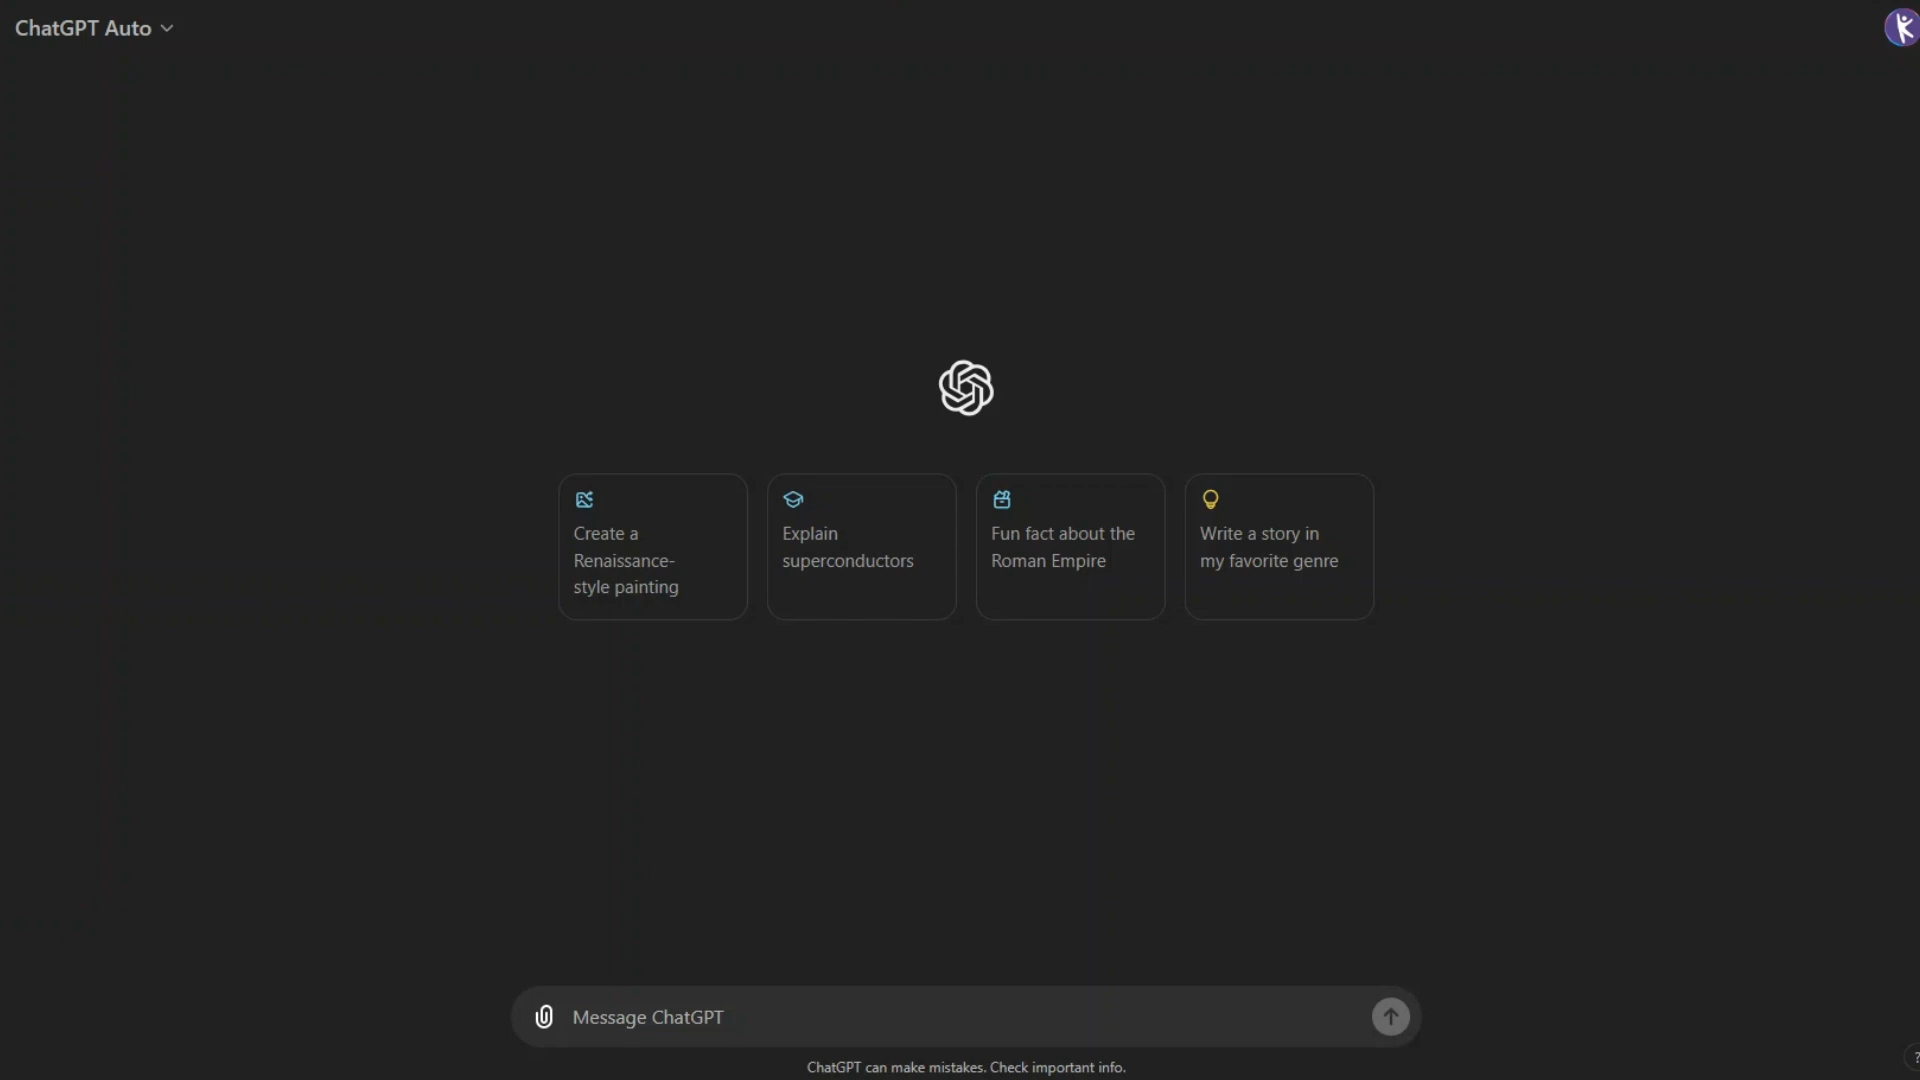 ChatGPT Auto
Create a
Renaissance-
style painting
Explain
superconductors
Fun fact about the
Roman Empire
Write a story in
my favorite genre
Message ChatGPT
ChatGPT can make mistakes. Check important info.
?